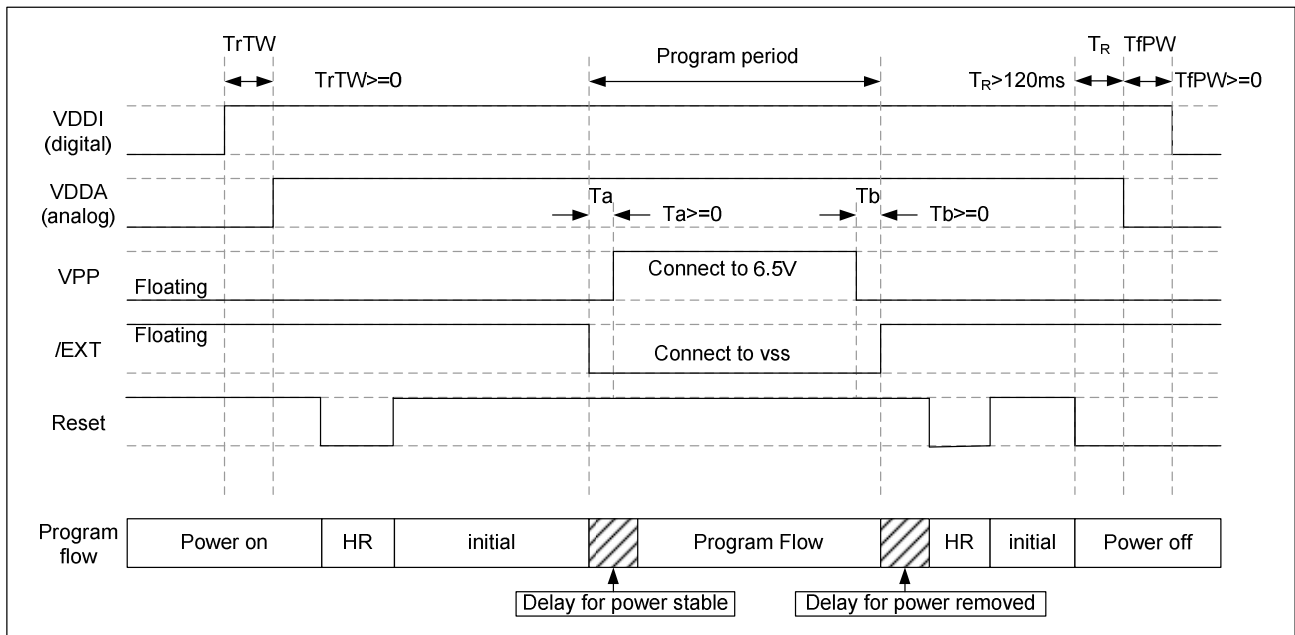 TrTW
TrTW>=0
Program period
TR
TfPW
TR>120ms
TfPW>=0
VDDI
(digital)
VDDA
(analog)
Ta
Ta>=0
Tb
Tb>=0
VPP
Floating
Connect to 6.5V
/EXT
Floating
Connect to vss
Reset
Program
flow
Power on
HR
initial
Program Flow
HR
initial
Power off
Delay for power stable
Delay for power removed